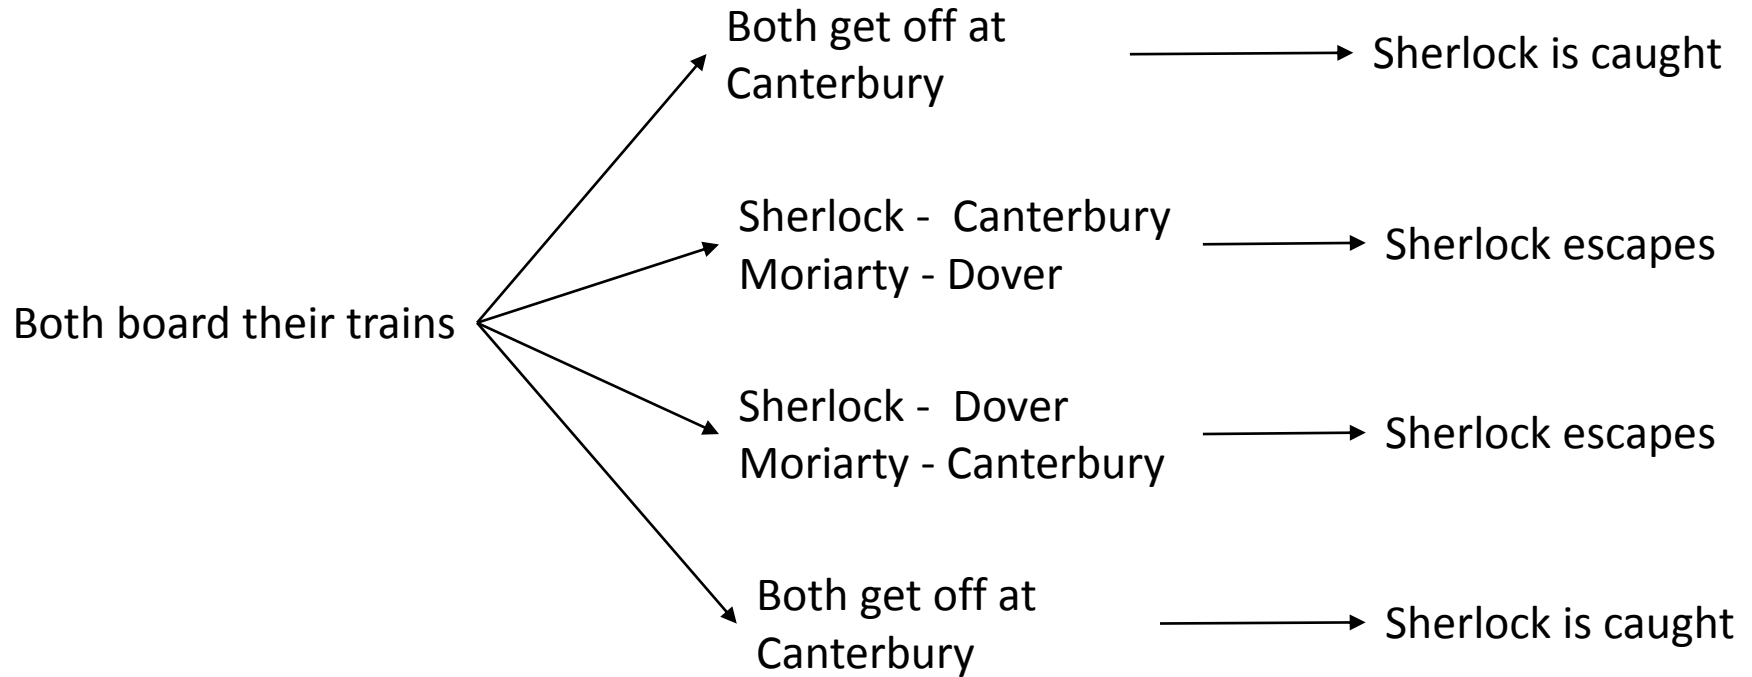 Both get off at
Canterbury
Sherlock is caught
Sherlock -  Canterbury
Moriarty - Dover
Sherlock escapes
Both board their trains
Sherlock -  Dover
Moriarty - Canterbury
Sherlock escapes
Both get off at
Canterbury
Sherlock is caught